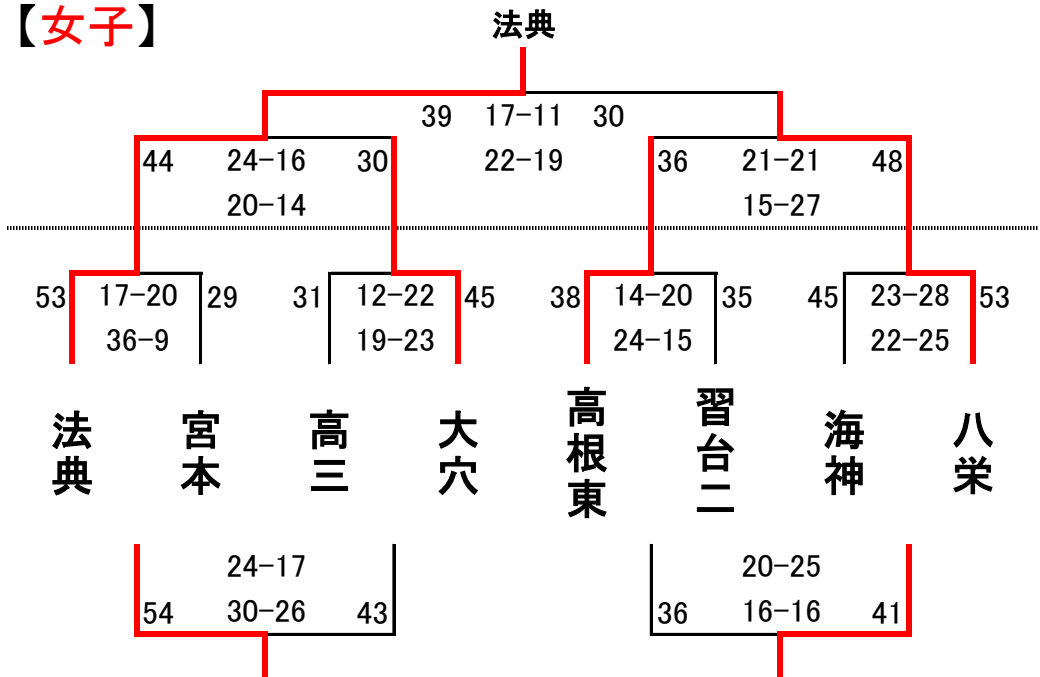 【女子】
法典
39 17-11 30
22-19
44 24-16 30
20-14
36 21-21 48
15-27
53 17-20 29
36-9
31 12-22 45
19-23
38 14-20 35
24-15
45 23-28 53
22-25
法典
宮本
高三
大穴
高根東
習台二
海神
八栄
24-17
54 30-26 43
20-25
36 16-16 41